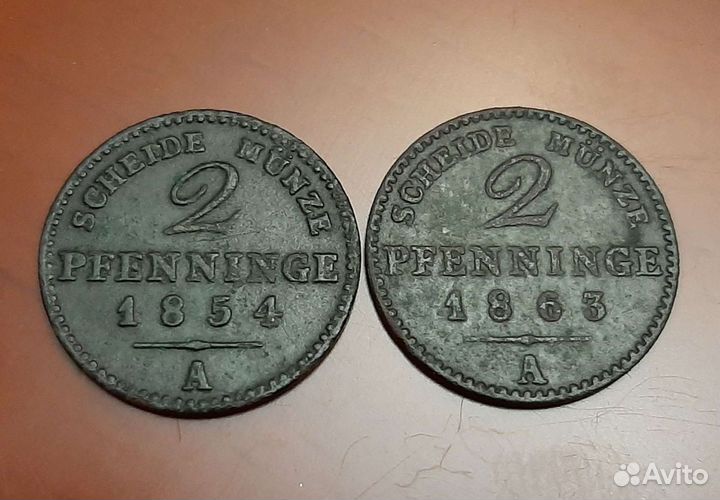 SCHEIDE MÜNZE
2
PFENNINGE
1854
A
SCHEIDE MÜNZE
2
PFENNINGE
1863
A
Avito